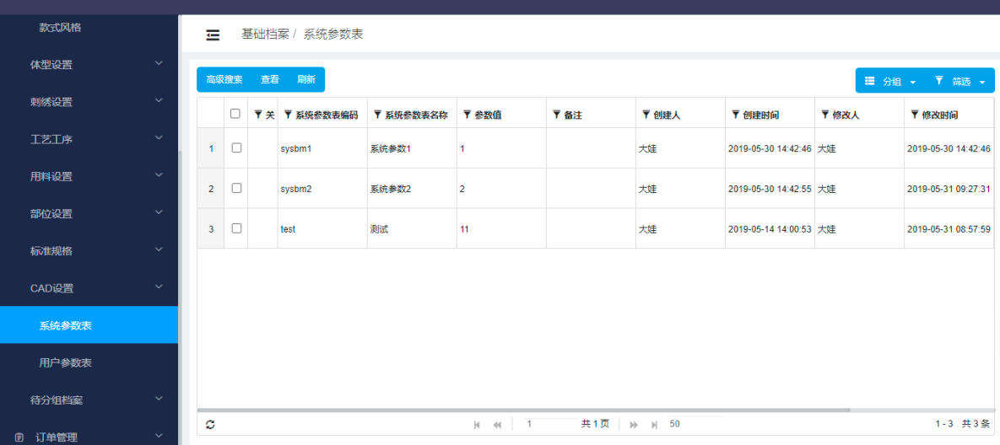 款式风格
体型设置
刺绣设置
工艺工序
用料设置
部位设置
标准规格
CAD设置
系统参数表
用户参数表
待分组档案
订单管理
基础档案 / 系统参数表
高级搜索 查看 刷新 分组 筛选
关 系统参数表编码 系统参数表名称 参数值 备注 创建人 创建时间 修改人 修改时间
1 sysbm1 系统参数1 1 大娃 2019-05-30 14:42:46 大娃 2019-05-30 14:42:46
2 sysbm2 系统参数2 2 大娃 2019-05-30 14:42:55 大娃 2019-05-31 09:27:31
3 test 测试 11 大娃 2019-05-14 14:00:53 大娃 2019-05-31 08:57:59
1 共 1 页 50 1 - 3 共 3 条